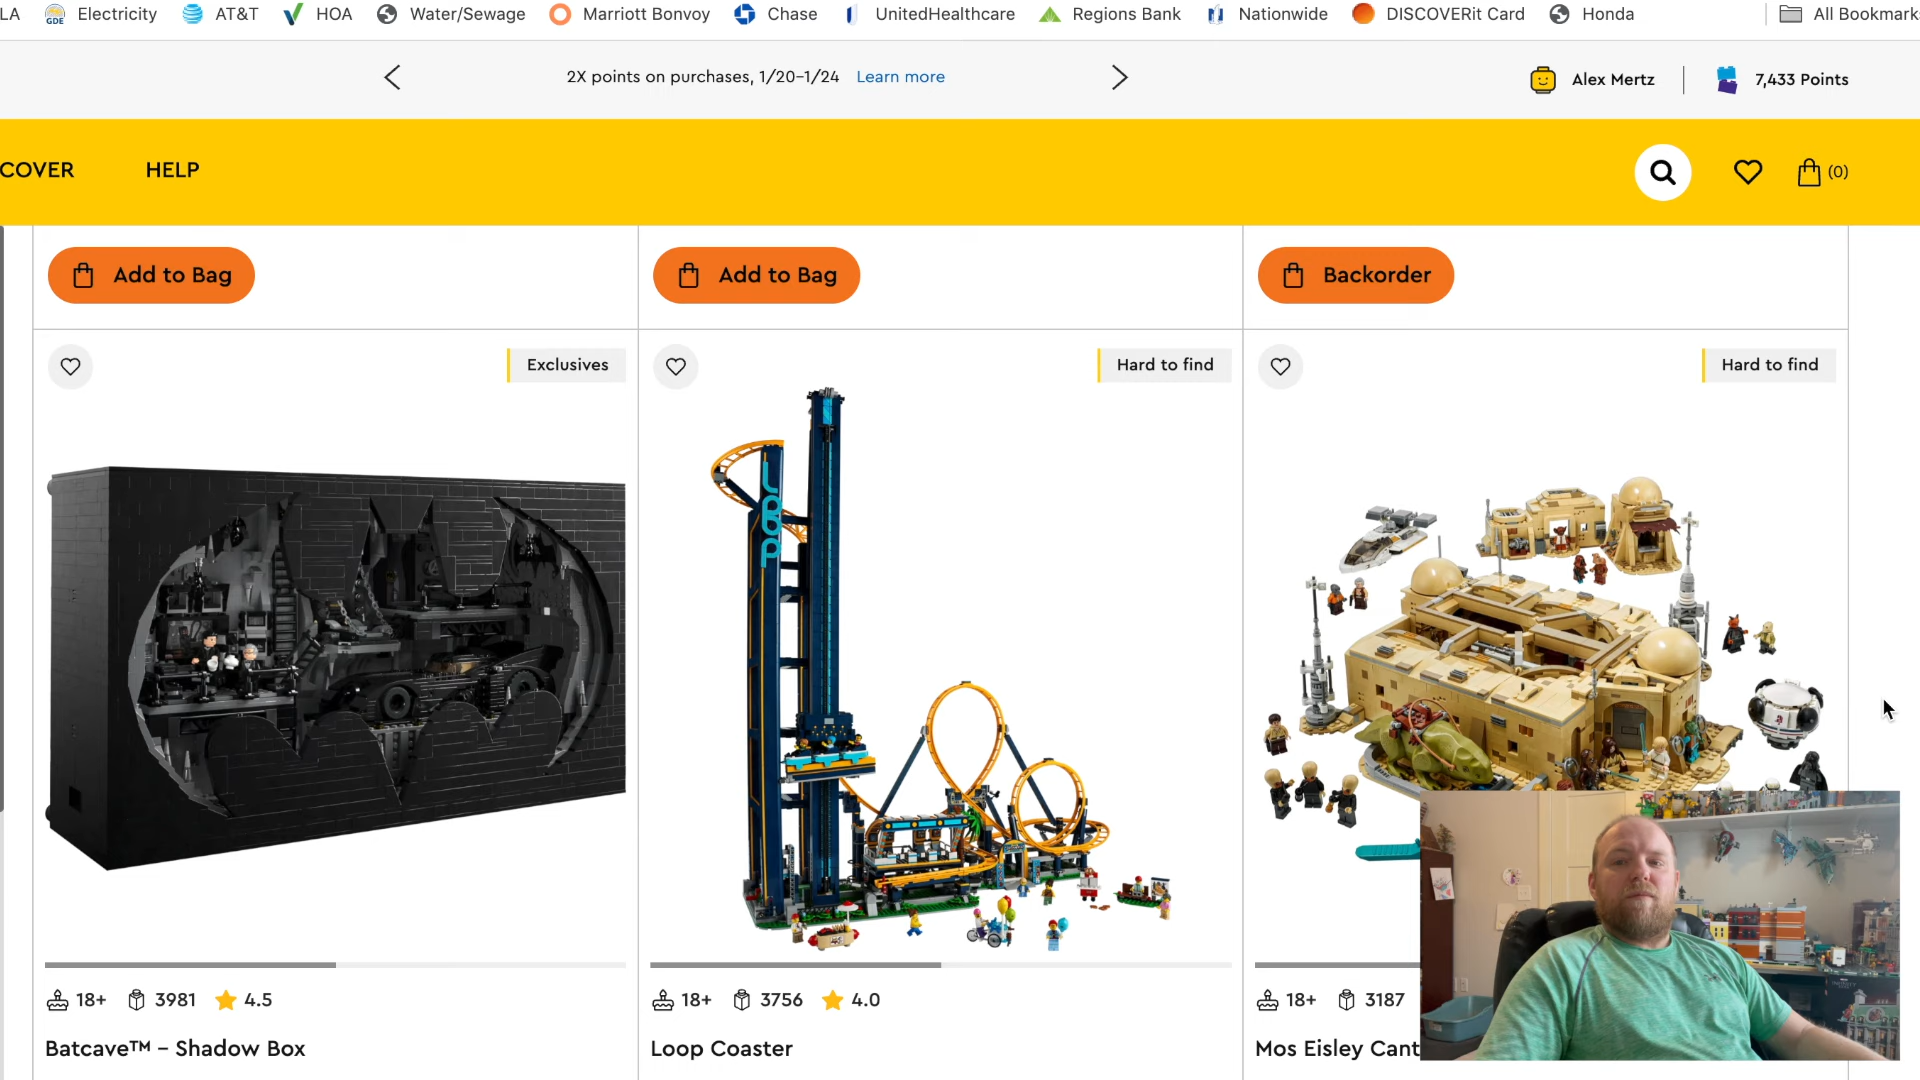 LA Electricity AT&T HOA Water/Sewage Marriott Bonvoy Chase UnitedHealthcare Regions Bank Nationwide DISCOVERit Card Honda All Bookmarks
2X points on purchases, 1/20-1/24 Learn more
Alex Mertz 7,433 Points
COVER HELP
(0)
Add to Bag Add to Bag Backorder
Exclusives Hard to find Hard to find
LOOP
18+ 3981 4.5 18+ 3756 4.0 18+ 3187
Batcave™ – Shadow Box Loop Coaster Mos Eisley Cant